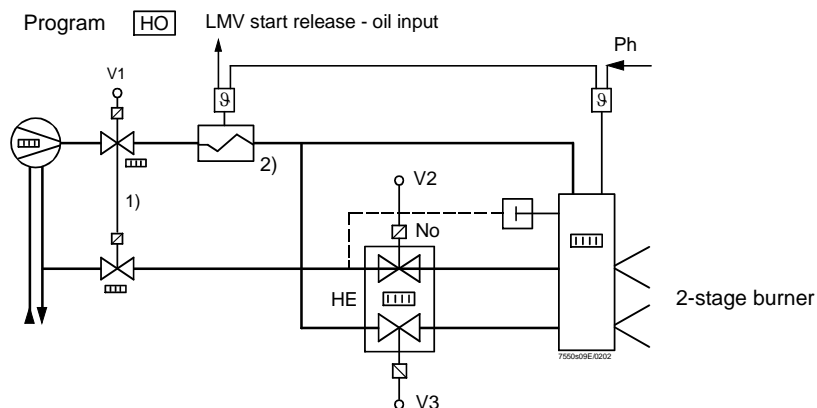 Program HO LMV start release - oil input
Ph
V1
ϑ ϑ
2)
1)
V2
No
HE
2-stage burner
7550s09E/0202
V3